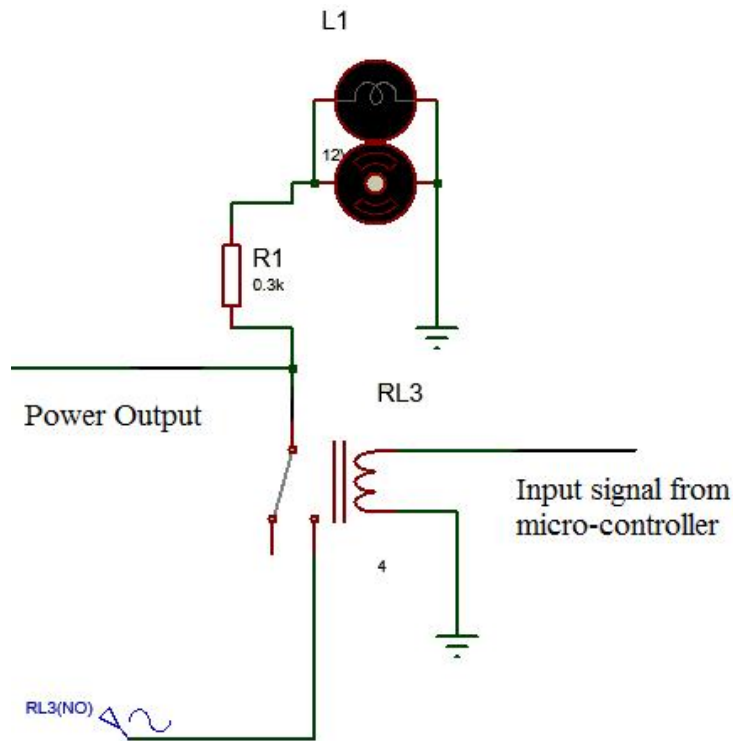 L1
12V
R1
0.3k
Power Output
RL3
Input signal from
micro-controller
4
RL3(NO)